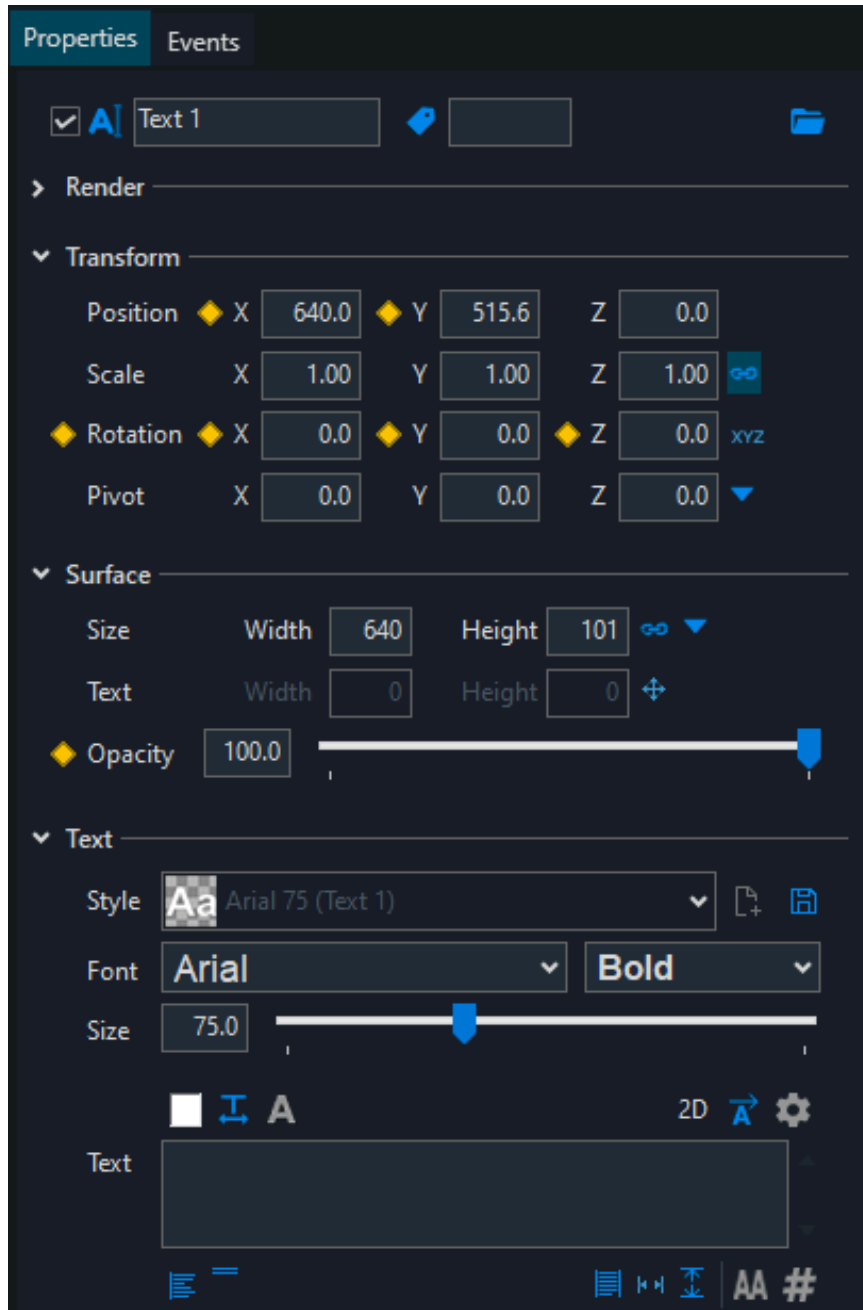 Properties Events
Text 1
Render
Transform
Position X 640.0 Y 515.6 Z 0.0
Scale X 1.00 Y 1.00 Z 1.00
Rotation X 0.0 Y 0.0 Z 0.0 XYZ
Pivot X 0.0 Y 0.0 Z 0.0
Surface
Size Width 640 Height 101
Text Width 0 Height 0
Opacity 100.0
Text
Style Aa Arial 75 (Text 1)
Font Arial Bold
Size 75.0
A 2D A
Text
AA #